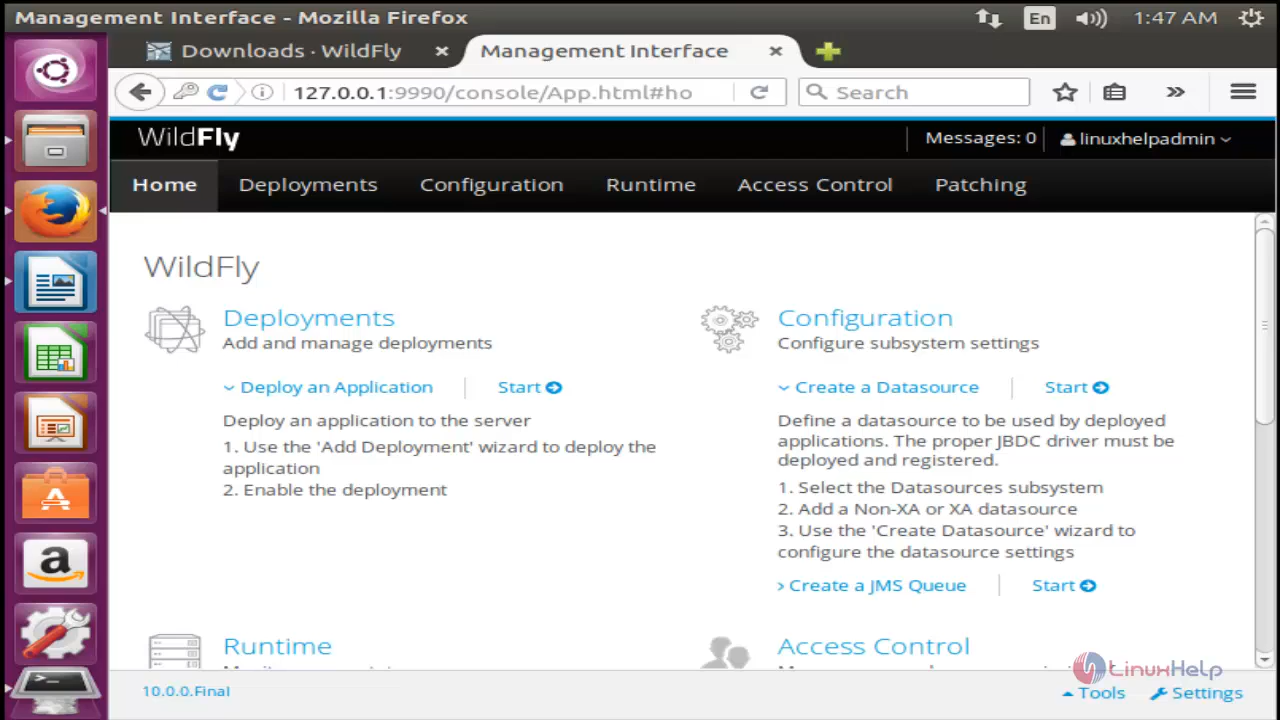 Management Interface - Mozilla Firefox
En
1:47 AM
Downloads · WildFly
Management Interface
127.0.0.1:9990/console/App.html#ho
Search
WildFly
Messages: 0
linuxhelpadmin
Home
Deployments
Configuration
Runtime
Access Control
Patching
WildFly
Deployments
Add and manage deployments
Deploy an Application
Start
Deploy an application to the server
1. Use the 'Add Deployment' wizard to deploy the
application
2. Enable the deployment
Configuration
Configure subsystem settings
Create a Datasource
Start
Define a datasource to be used by deployed
applications. The proper JBDC driver must be
deployed and registered.
1. Select the Datasources subsystem
2. Add a Non-XA or XA datasource
3. Use the 'Create Datasource' wizard to
configure the datasource settings
Create a JMS Queue
Start
Runtime
Access Control
LinuxHelp
10.0.0.Final
Tools
Settings